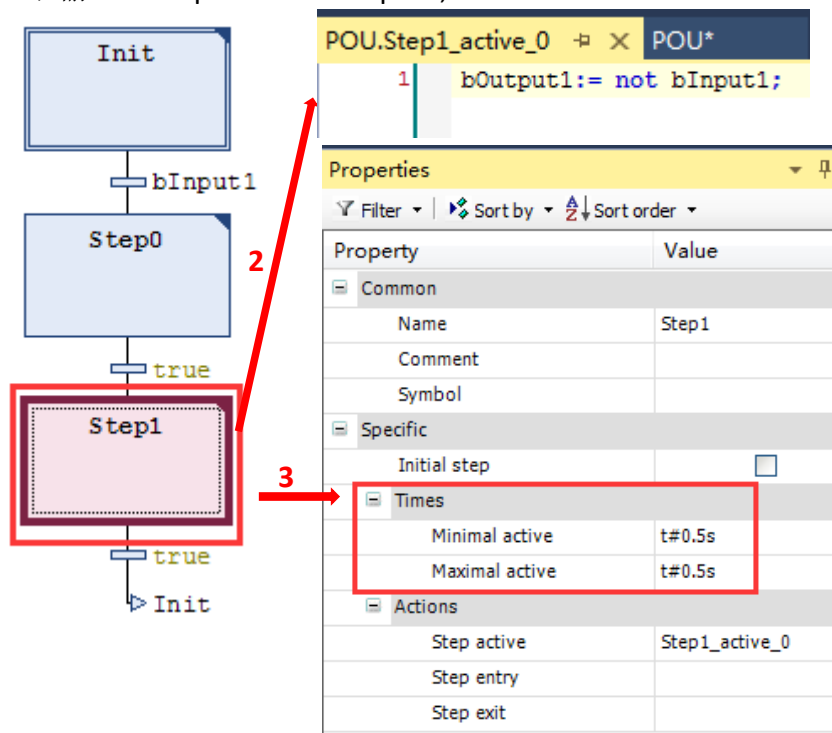 Init
bInput1
Step0
true
Step1
true
Init
2
3
POU.Step1_active_0 POU*
1 bOutput1:= not bInput1;
Properties
Filter Sort by Sort order
Property Value
Common
Name Step1
Comment
Symbol
Specific
Initial step
Times
Minimal active t#0.5s
Maximal active t#0.5s
Actions
Step active Step1_active_0
Step entry
Step exit